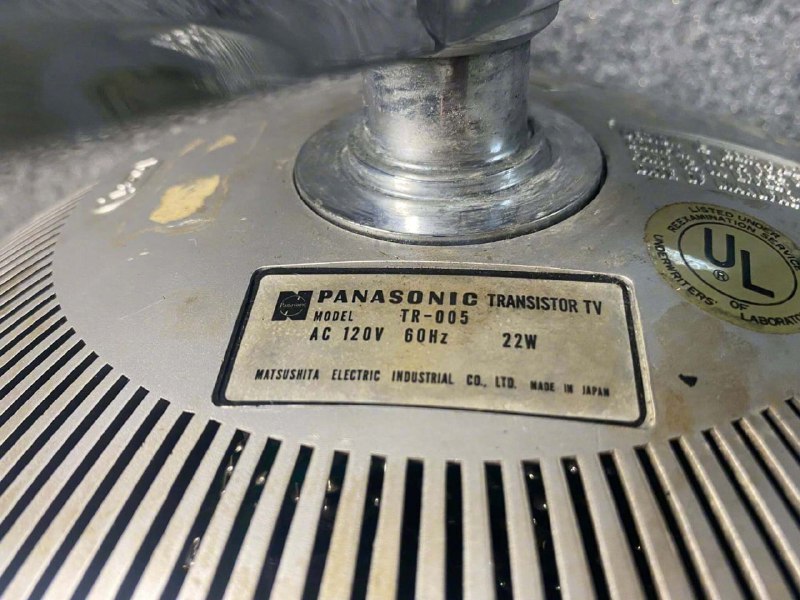 Panasonic
PANASONIC TRANSISTOR TV
MODEL TR-005
AC 120V 60Hz 22W
MATSUSHITA ELECTRIC INDUSTRIAL CO., LTD. MADE IN JAPAN
LISTED UNDER
REEXAMINATION SERVICE
UL
®
UNDERWRITERS' OF LABORATO